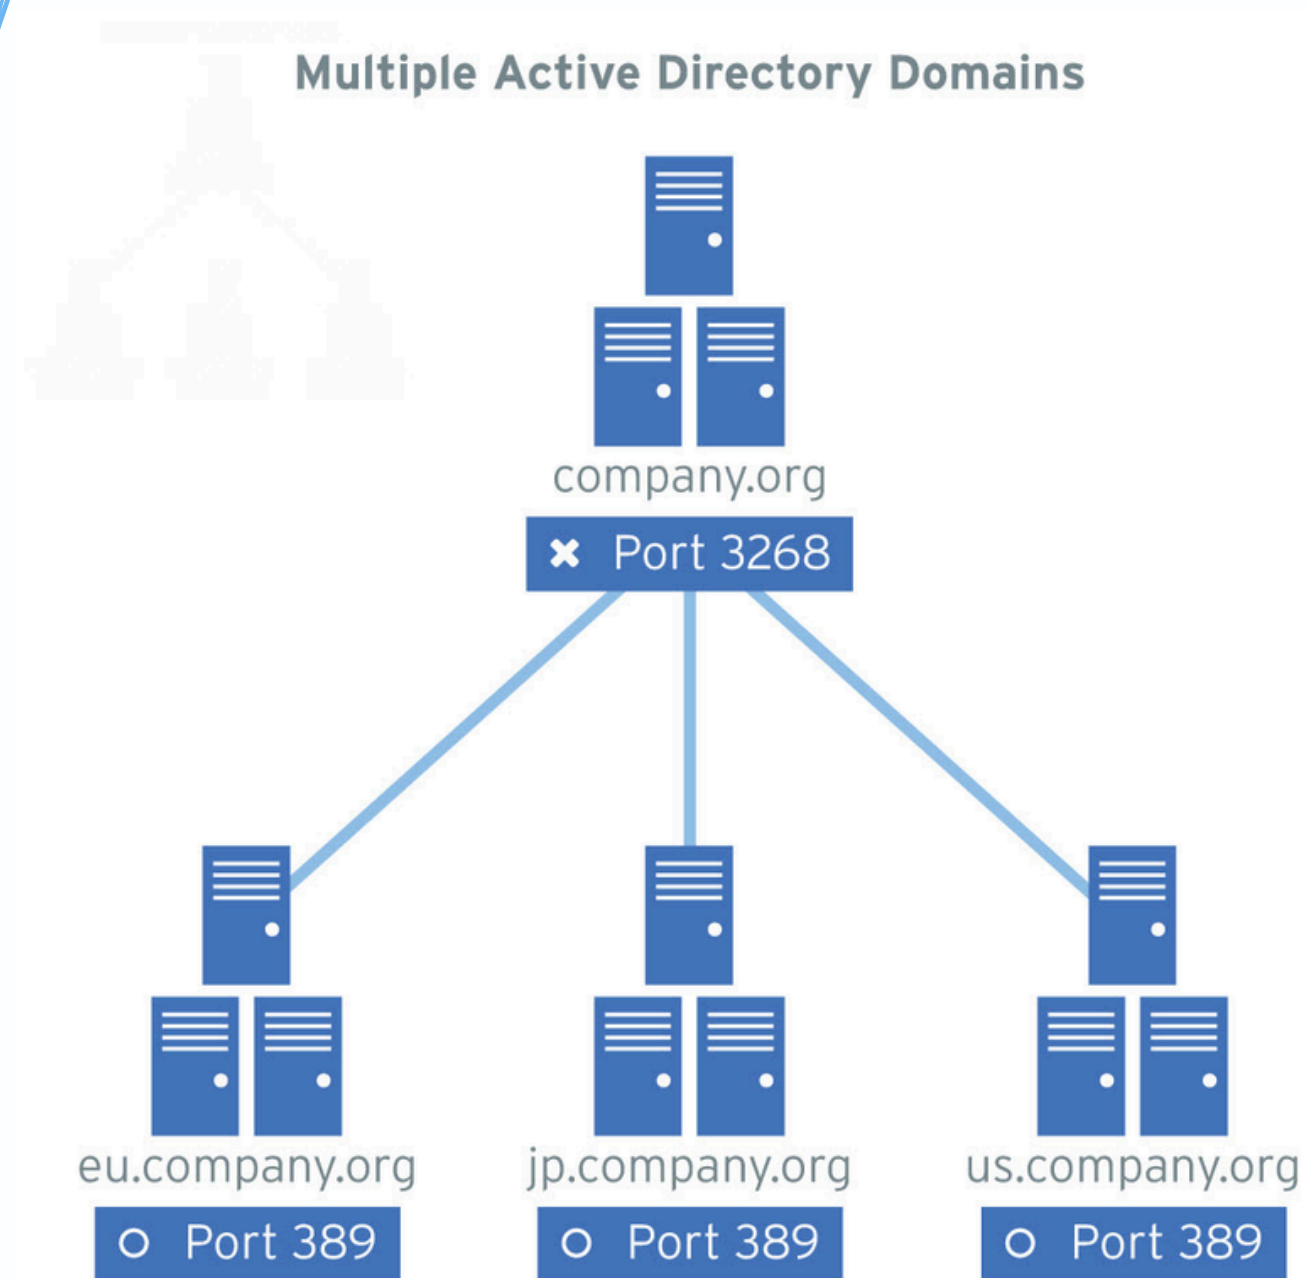 Multiple Active Directory Domains
company.org
✖ Port 3268
eu.company.org
jp.company.org
us.company.org
Port 389
Port 389
Port 389